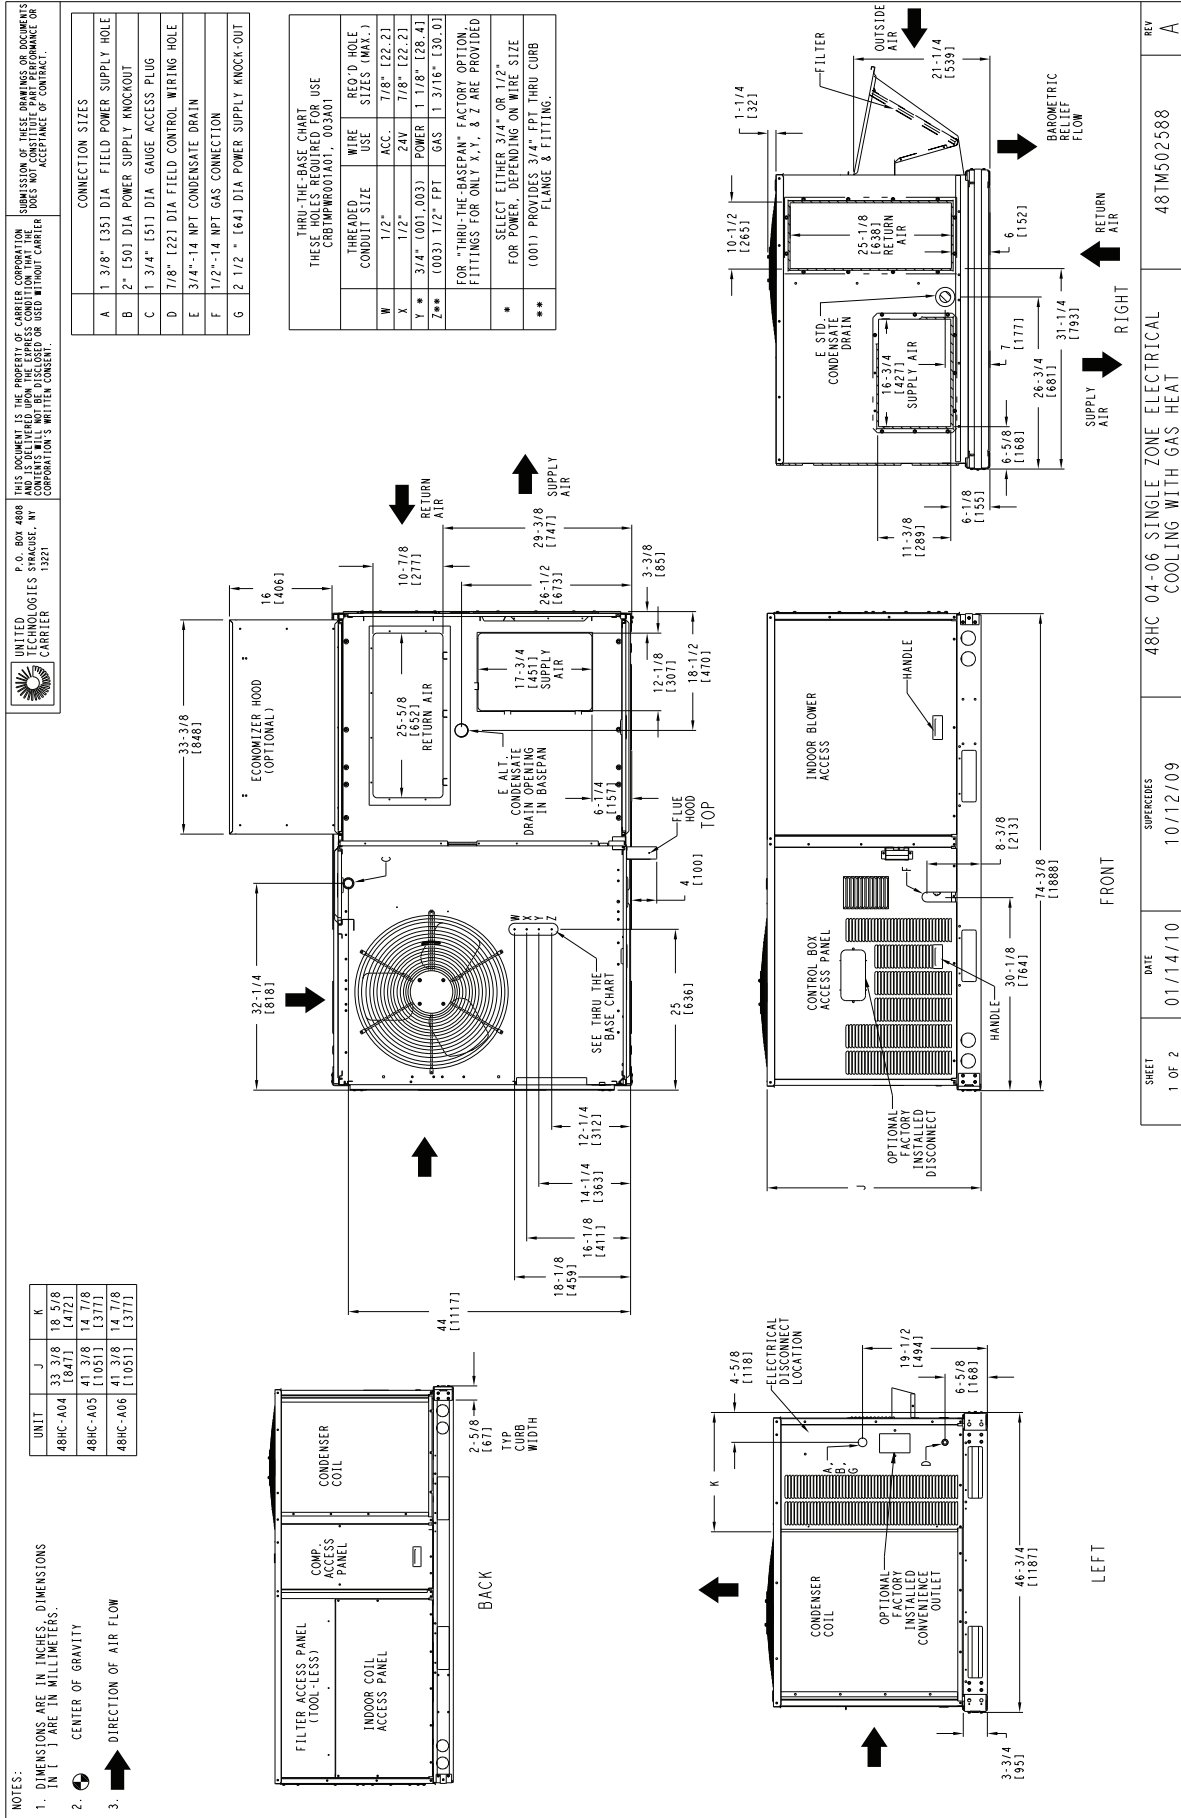 NOTES:
1. DIMENSIONS ARE IN INCHES, DIMENSIONS
IN [ ] ARE IN MILLIMETERS.
2. CENTER OF GRAVITY
3. DIRECTION OF AIR FLOW
UNIT J K
48HC-A04 33 3/8 [847] 18 5/8 [472]
48HC-A05 41 3/8 [1051] 14 7/8 [377]
48HC-A06 41 3/8 [1051] 14 7/8 [377]
UNITED
TECHNOLOGIES
CARRIER
P.O. BOX 4808
SYRACUSE, NY
13221
THIS DOCUMENT IS THE PROPERTY OF CARRIER CORPORATION
AND IS DELIVERED UPON THE EXPRESS CONDITION THAT THE
CONTENTS WILL NOT BE DISCLOSED OR USED WITHOUT CARRIER
CORPORATION'S WRITTEN CONSENT.
SUBMISSION OF THESE DRAWINGS OR DOCUMENTS
DOES NOT CONSTITUTE PART PERFORMANCE OR
ACCEPTANCE OF CONTRACT.
CONNECTION SIZES
A 1 3/8" [35] DIA FIELD POWER SUPPLY HOLE
B 2" [50] DIA POWER SUPPLY KNOCKOUT
C 1 3/4" [51] DIA GAUGE ACCESS PLUG
D 7/8" [22] DIA FIELD CONTROL WIRING HOLE
E 3/4"-14 NPT CONDENSATE DRAIN
F 1/2"-14 NPT GAS CONNECTION
G 2 1/2 " [64] DIA POWER SUPPLY KNOCK-OUT
THRU-THE-BASE CHART
THESE HOLES REQUIRED FOR USE
CRBTMPWR001A01, 003A01
THREADED CONDUIT SIZE WIRE USE REQ'D HOLE SIZES (MAX.)
W 1/2" ACC. 7/8" [22.2]
X 1/2" 24V 7/8" [22.2]
Y * 3/4" (001,003) POWER 1 1/8" [28.4]
Z** (003) 1/2" FPT GAS 1 3/16" [30.0]
FOR "THRU-THE-BASEPAN" FACTORY OPTION,
FITTINGS FOR ONLY X,Y, & Z ARE PROVIDED
* SELECT EITHER 3/4" OR 1/2"
FOR POWER, DEPENDING ON WIRE SIZE
** (001) PROVIDES 3/4" FPT THRU CURB
FLANGE & FITTING.
FILTER ACCESS PANEL
(TOOL-LESS)
INDOOR COIL
ACCESS PANEL
COMP.
ACCESS
PANEL
CONDENSER
COIL
2-5/8
[67]
TYP
CURB
WIDTH
BACK
33-3/8
[848]
ECONOMIZER HOOD
(OPTIONAL)
16
[406]
32-1/4
[818]
C
25-5/8
[652]
RETURN AIR
10-7/8
[277]
RETURN
AIR
17-3/4
[451]
SUPPLY
AIR
SUPPLY
AIR
29-3/8
[747]
26-1/2
[673]
3-3/8
[85]
12-1/8
[307]
18-1/2
[470]
E ALT.
CONDENSATE
DRAIN OPENING
IN BASEPAN
6-1/4
[157]
FLUE
HOOD
4
[100]
W
X
Y
Z
SEE THRU THE
BASE CHART
25
[636]
12-1/4
[312]
14-1/4
[363]
16-1/8
[411]
18-1/8
[459]
44
[1117]
TOP
1-1/4
[32]
FILTER
OUTSIDE
AIR
21-1/4
[539]
BAROMETRIC
RELIEF
FLOW
10-1/2
[265]
25-1/8
[638]
RETURN
AIR
E STD.
CONDENSATE
DRAIN
16-3/4
[427]
SUPPLY AIR
11-3/8
[289]
6-1/8
[155]
6-5/8
[168]
6
[152]
7
[177]
31-1/4
[793]
26-3/4
[681]
RETURN
AIR
SUPPLY
AIR
RIGHT
K
4-5/8
[118]
ELECTRICAL
DISCONNECT
LOCATION
19-1/2
[494]
6-5/8
[168]
A,
B,
G
D
CONDENSER
COIL
OPTIONAL
FACTORY
INSTALLED
CONVENIENCE
OUTLET
46-3/4
[1187]
3-3/4
[95]
LEFT
CONTROL BOX
ACCESS PANEL
INDOOR BLOWER
ACCESS
HANDLE
HANDLE
OPTIONAL
FACTORY
INSTALLED
DISCONNECT
F
8-3/8
[213]
30-1/8
[764]
74-3/8
[1888]
J
FRONT
SHEET
1 OF 2
DATE
01/14/10
SUPERCEDES
10/12/09
48HC 04-06 SINGLE ZONE ELECTRICAL
COOLING WITH GAS HEAT
48TM502588
REV
A